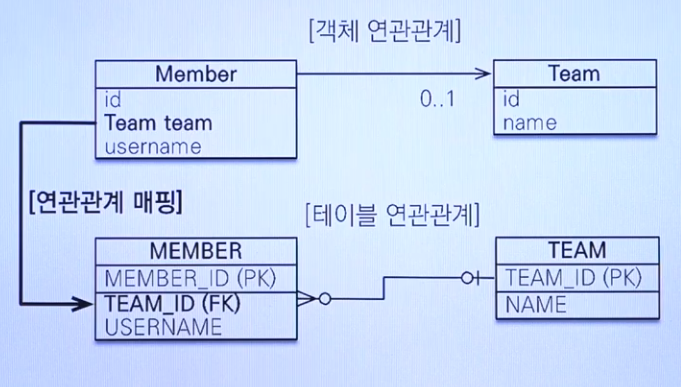 [객체 연관관계]
Member
id
Team team
username
0..1
Team
id
name
[연관관계 매핑]
[테이블 연관관계]
MEMBER
MEMBER_ID (PK)
TEAM_ID (FK)
USERNAME
TEAM
TEAM_ID (PK)
NAME